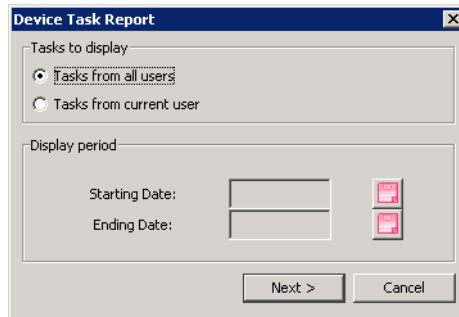 Device Task Report
Tasks to display
Tasks from all users
Tasks from current user
Display period
Starting Date:
Ending Date:
Next >
Cancel